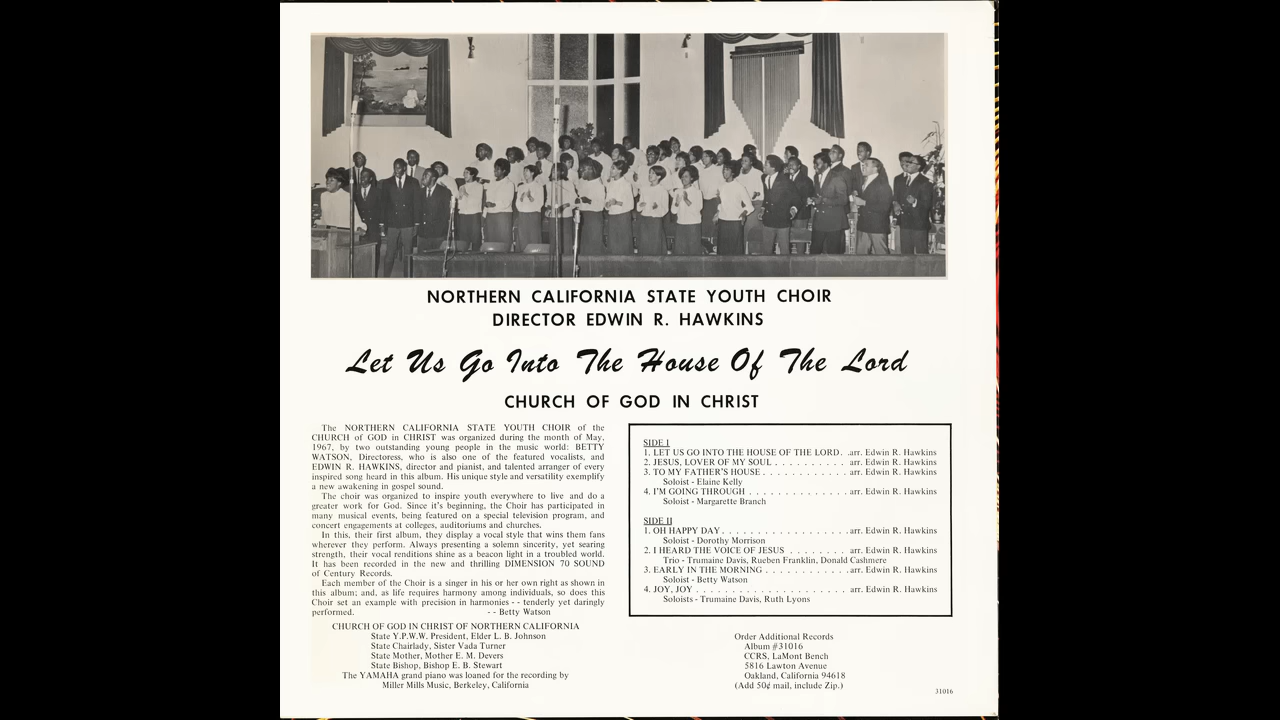 NORTHERN CALIFORNIA STATE YOUTH CHOIR
DIRECTOR EDWIN R. HAWKINS
Let Us Go Into The House Of The Lord
CHURCH OF GOD IN CHRIST
The NORTHERN CALIFORNIA STATE YOUTH CHOIR of the
CHURCH of GOD in CHRIST was organized during the month of May,
1967, by two outstanding young people in the music world: BETTY
WATSON, Directoress, who is also one of the featured vocalists, and
EDWIN R. HAWKINS, director and pianist, and talented arranger of every
inspired song heard in this album. His unique style and versatility exemplify
a new awakening in gospel sound.
The choir was organized to inspire youth everywhere to live and do a
greater work for God. Since it's beginning, the Choir has participated in
many musical events, being featured on a special television program, and
concert engagements at colleges, auditoriums and churches.
In this, their first album, they display a vocal style that wins them fans
wherever they perform. Always presenting a solemn sincerity, yet searing
strength, their vocal renditions shine as a beacon light in a troubled world.
It has been recorded in the new and thrilling DIMENSION 70 SOUND
of Century Records.
Each member of the Choir is a singer in his or her own right as shown in
this album; and, as life requires harmony among individuals, so does this
Choir set an example with precision in harmonies - - tenderly yet daringly
performed. - - Betty Watson
CHURCH OF GOD IN CHRIST OF NORTHERN CALIFORNIA
State Y.P.W.W. President, Elder L. B. Johnson
State Chairlady, Sister Vada Turner
State Mother, Mother E. M. Devers
State Bishop, Bishop E. B. Stewart
The YAMAHA grand piano was loaned for the recording by
Miller Mills Music, Berkeley, California
SIDE I
1. LET US GO INTO THE HOUSE OF THE LORD. .arr. Edwin R. Hawkins
2. JESUS, LOVER OF MY SOUL . . . . . . . . . . arr. Edwin R. Hawkins
3. TO MY FATHER'S HOUSE . . . . . . . . . . . . arr. Edwin R. Hawkins
Soloist - Elaine Kelly
4. I'M GOING THROUGH . . . . . . . . . . . . . . arr. Edwin R. Hawkins
Soloist - Margarette Branch
SIDE II
1. OH HAPPY DAY . . . . . . . . . . . . . . . . . . arr. Edwin R. Hawkins
Soloist - Dorothy Morrison
2. I HEARD THE VOICE OF JESUS . . . . . . . . arr. Edwin R. Hawkins
Trio - Trumaine Davis, Rueben Franklin, Donald Cashmere
3. EARLY IN THE MORNING . . . . . . . . . . . . arr. Edwin R. Hawkins
Soloist - Betty Watson
4. JOY, JOY . . . . . . . . . . . . . . . . . . . . . . arr. Edwin R. Hawkins
Soloists - Trumaine Davis, Ruth Lyons
Order Additional Records
Album #31016
CCRS, LaMont Bench
5816 Lawton Avenue
Oakland, California 94618
(Add 50¢ mail, include Zip.)
31016